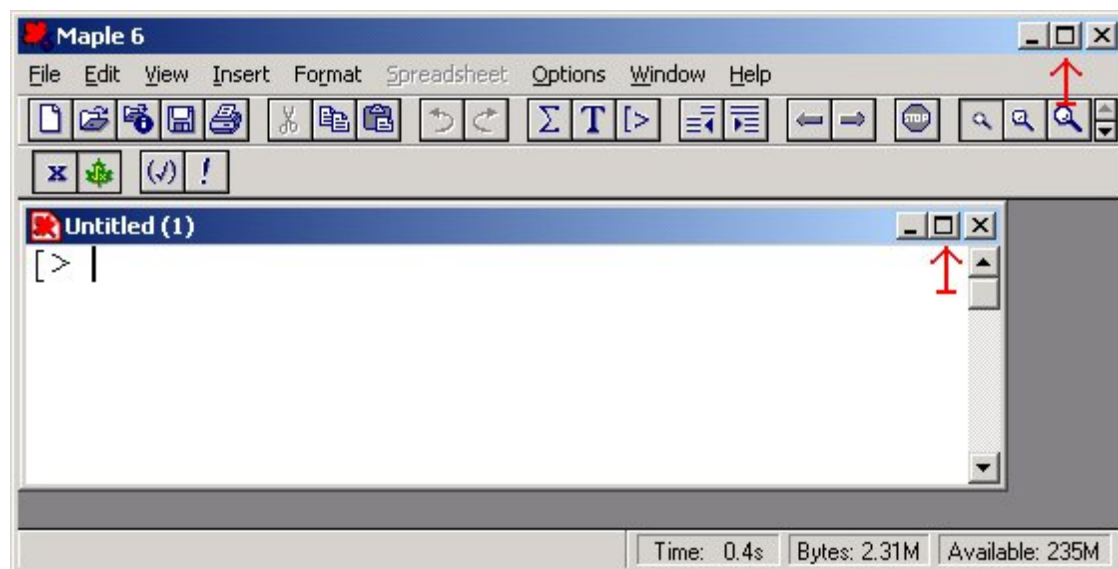 Maple 6
File Edit View Insert Format Spreadsheet Options Window Help
Σ T [> STOP
x (√) !
Untitled (1)
[>
Time: 0.4s Bytes: 2.31M Available: 235M